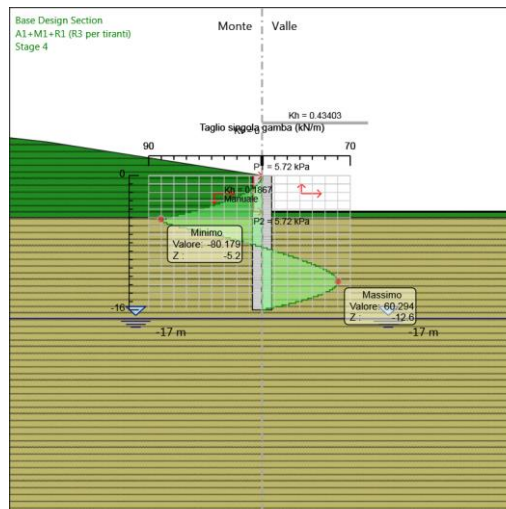 Base Design Section
A1+M1+R1 (R3 per tiranti)
Stage 4
Monte Valle
Kh = 0.43403
Taglio singola gamba (kN/m)
90 70
P1 = 5.72 kPa
0
Kh = 0.1867
Manuale
P2 = 5.72 kPa
Minimo
Valore: -80.179
Z : -5.2
Massimo
Valore: 60.294
Z : -12.6
-16
-17 m -17 m